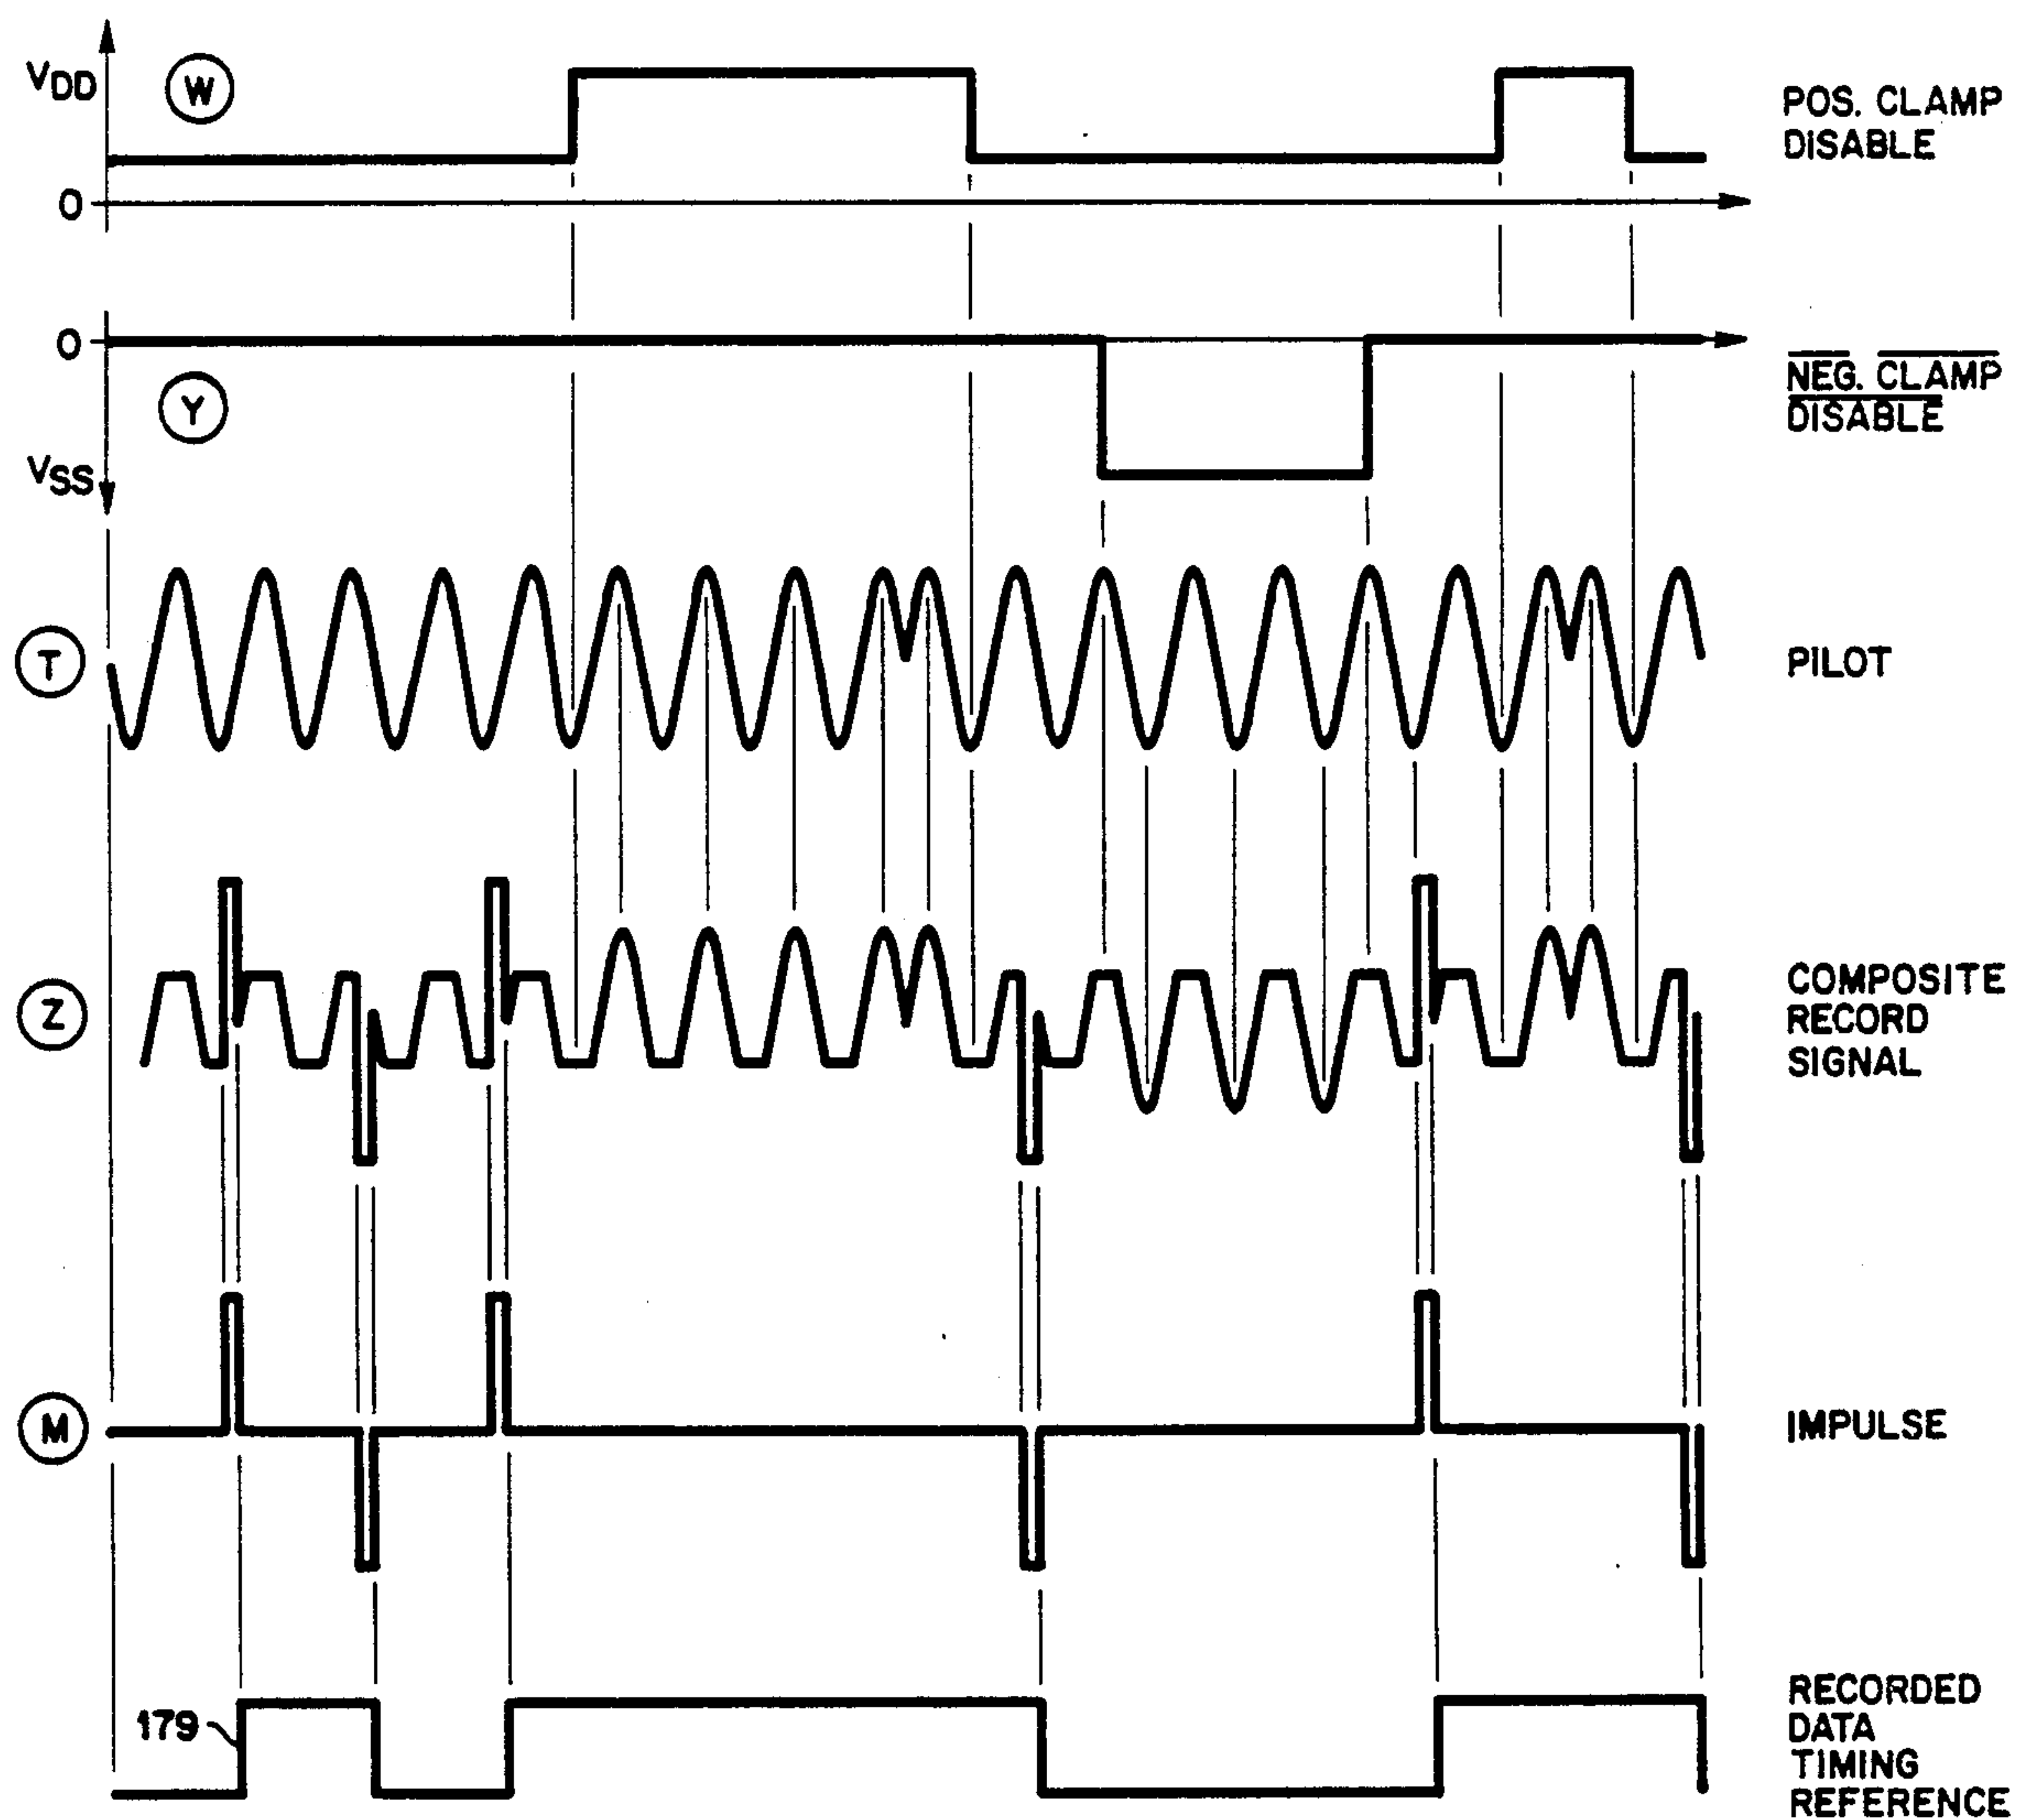 VDD
W
POS. CLAMP
DISABLE
0
0
Y
NEG. CLAMP
DISABLE
VSS
T
PILOT
Z
COMPOSITE
RECORD
SIGNAL
M
IMPULSE
179
RECORDED
DATA
TIMING
REFERENCE